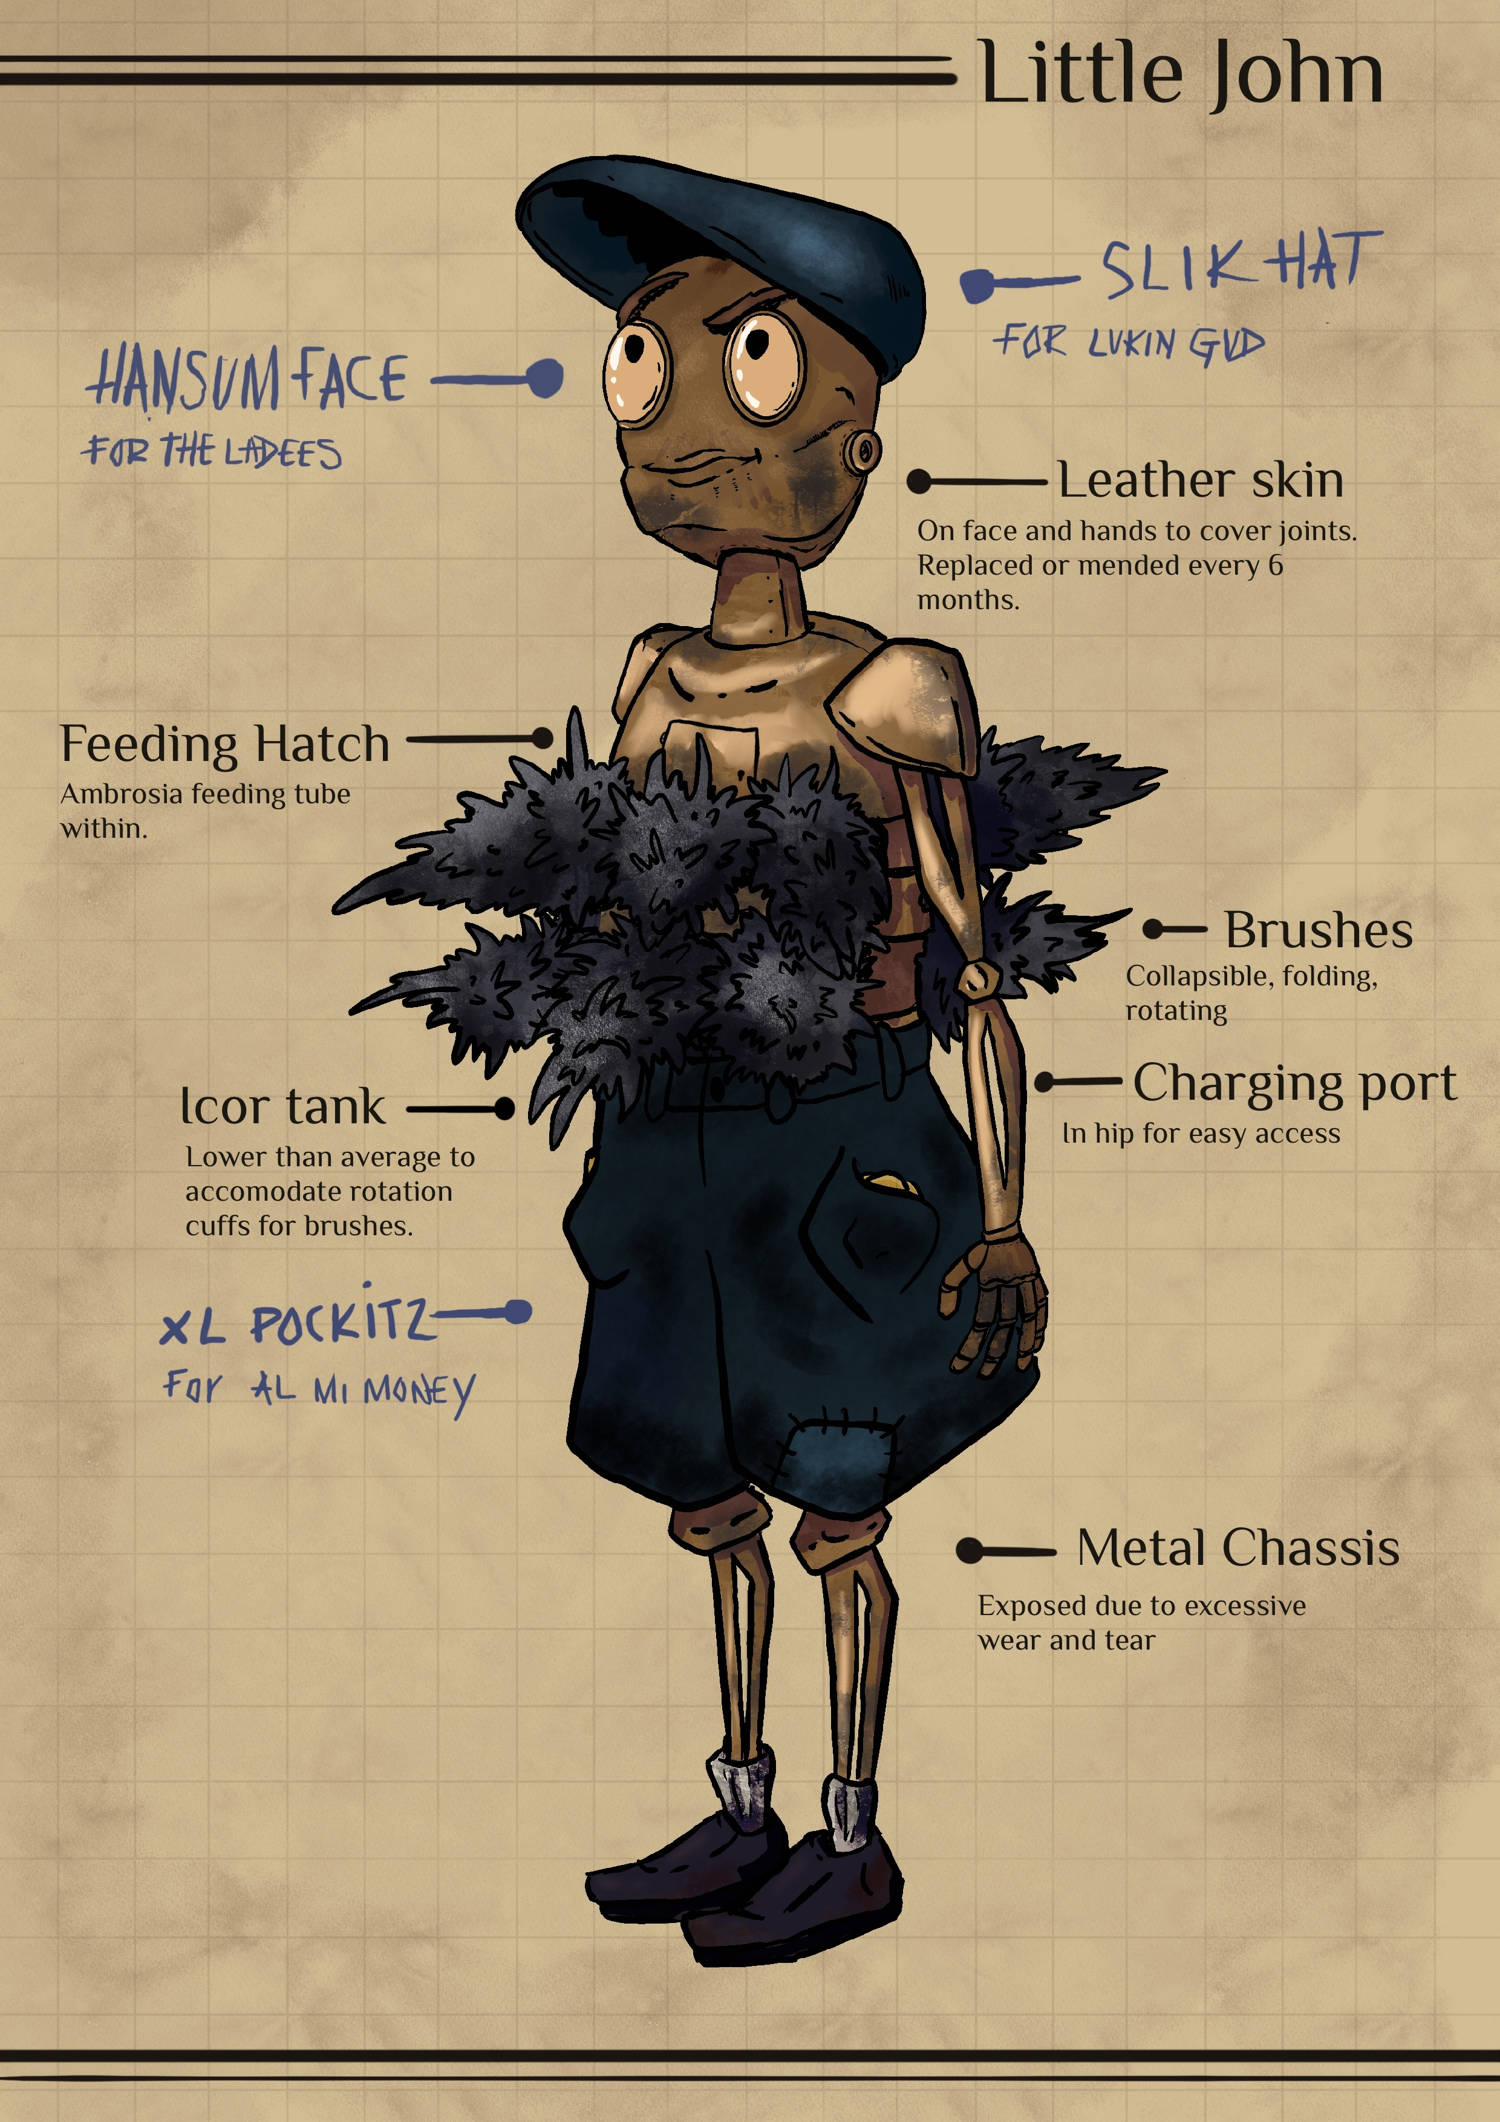 Little John
SLIK HAT
FOR LUKIN GUD
HANSUM FACE
FOR THE LADEES
Leather skin
On face and hands to cover joints.
Replaced or mended every 6
months.
Feeding Hatch
Ambrosia feeding tube
within.
Brushes
Collapsible, folding,
rotating
Charging port
In hip for easy access
Icor tank
Lower than average to
accomodate rotation
cuffs for brushes.
XL POCKiTZ
For AL MI MONEY
Metal Chassis
Exposed due to excessive
wear and tear